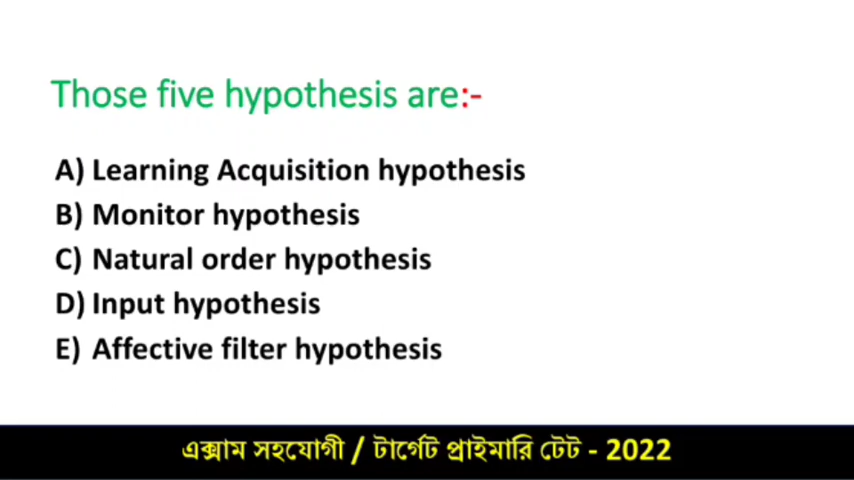 Those five hypothesis are:-
A) Learning Acquisition hypothesis
B) Monitor hypothesis
C) Natural order hypothesis
D) Input hypothesis
E) Affective filter hypothesis
এক্সাম সহযোগী / টার্গেট প্রাইমারি টেট - 2022